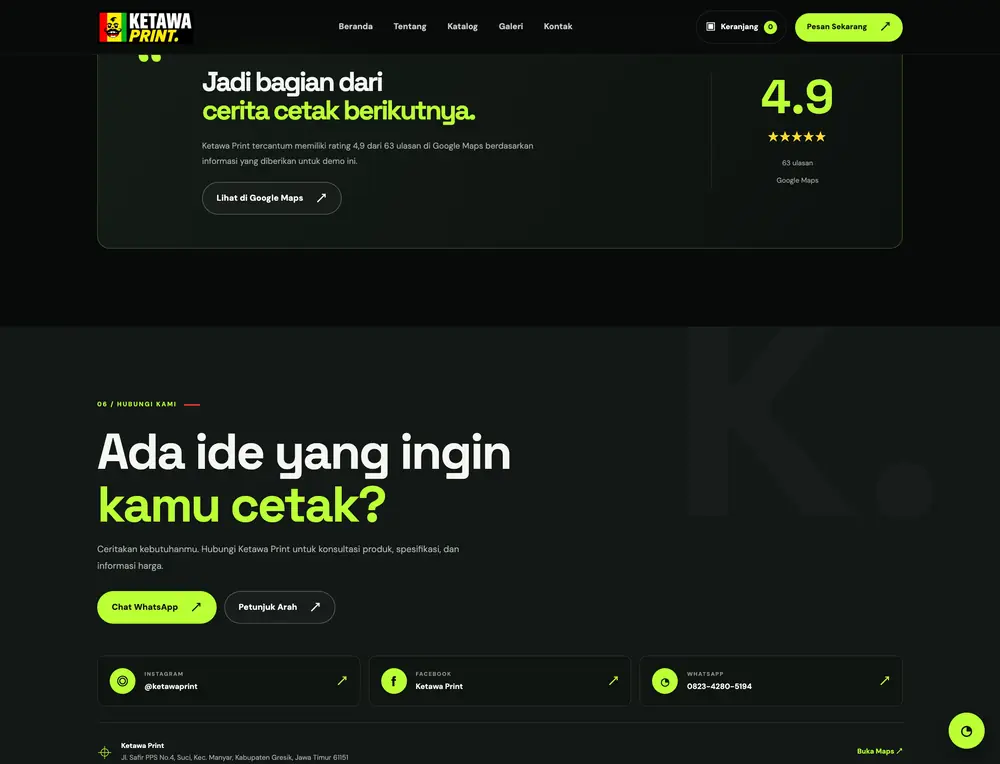 KETAWA
PRINT.
Beranda
Tentang
Katalog
Galeri
Kontak
Keranjang 0
Pesan Sekarang
Jadi bagian dari
cerita cetak berikutnya.
Ketawa Print tercantum memiliki rating 4,9 dari 63 ulasan di Google Maps berdasarkan
informasi yang diberikan untuk demo ini.
Lihat di Google Maps
4.9
63 ulasan
Google Maps
K.
06 / HUBUNGI KAMI
Ada ide yang ingin
kamu cetak?
Ceritakan kebutuhanmu. Hubungi Ketawa Print untuk konsultasi produk, spesifikasi, dan
informasi harga.
Chat WhatsApp
Petunjuk Arah
INSTAGRAM
@ketawaprint
FACEBOOK
Ketawa Print
WHATSAPP
0823-4280-5194
Ketawa Print
Jl. Safir PPS No.4, Suci, Kec. Manyar, Kabupaten Gresik, Jawa Timur 61151
Buka Maps